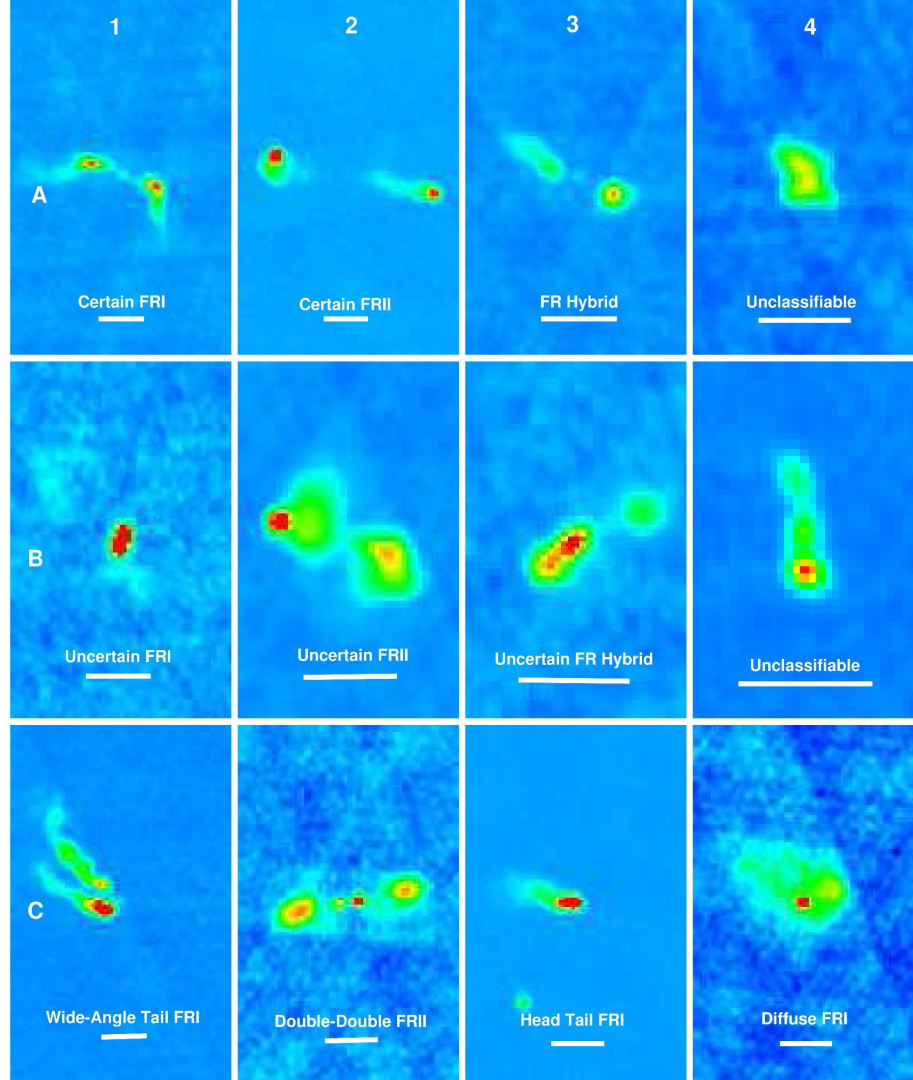 1
2
3
4
A
Certain FRI
Certain FRII
FR Hybrid
Unclassifiable
B
Uncertain FRI
Uncertain FRII
Uncertain FR Hybrid
Unclassifiable
C
Wide-Angle Tail FRI
Double-Double FRII
Head Tail FRI
Diffuse FRI